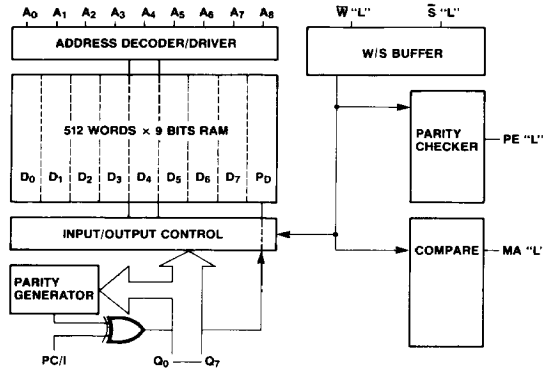 A0 A1 A2 A3 A4 A5 A6 A7 A8
W̅ "L" S̅ "L"
ADDRESS DECODER/DRIVER
W/S BUFFER
512 WORDS × 9 BITS RAM
PARITY
CHECKER
PE "L"
D0 D1 D2 D3 D4 D5 D6 D7 PD
INPUT/OUTPUT CONTROL
COMPARE
MA "L'
PARITY
GENERATOR
PC/I
Q0 Q7